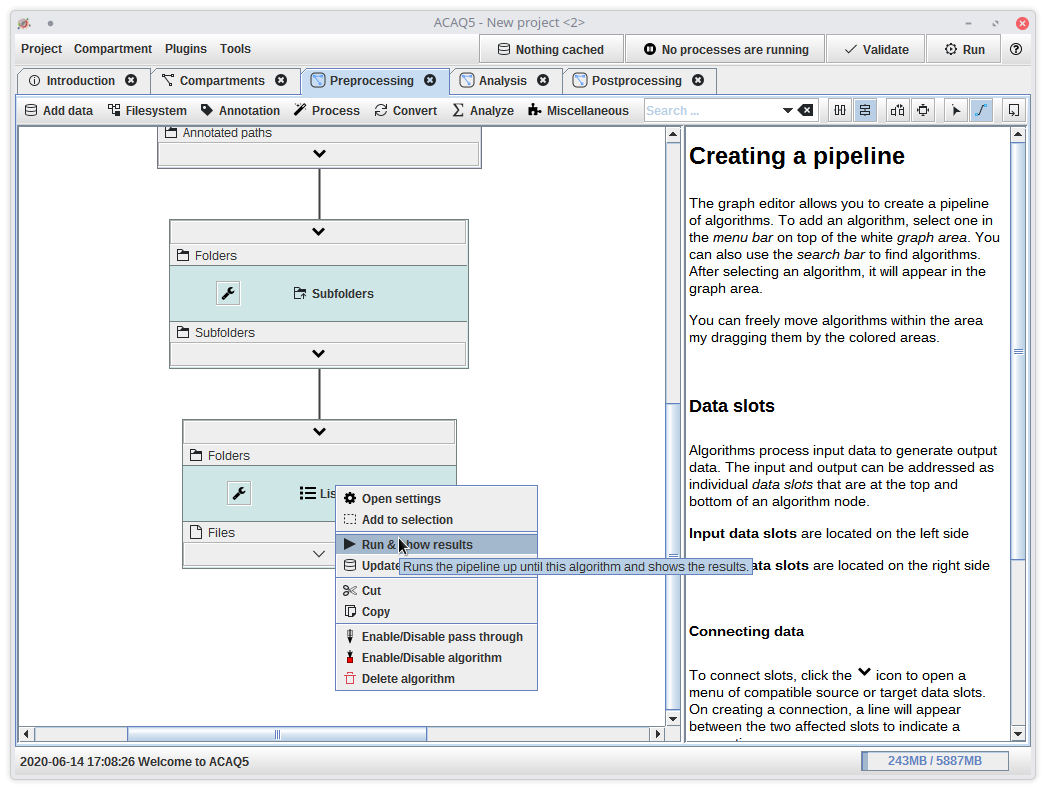 ACAQ5 - New project <2>
Project Compartment Plugins Tools
Nothing cached No processes are running Validate Run
Introduction Compartments Preprocessing Analysis Postprocessing
Add data Filesystem Annotation Process Convert Analyze Miscellaneous Search ...
Annotated paths
Folders
Subfolders
Subfolders
Folders
Files
Open settings
Add to selection
Run & show results
Update
Runs the pipeline up until this algorithm and shows the results.
Cut
Copy
Enable/Disable pass through
Enable/Disable algorithm
Delete algorithm
Creating a pipeline
The graph editor allows you to create a pipeline
of algorithms. To add an algorithm, select one in
the menu bar on top of the white graph area. You
can also use the search bar to find algorithms.
After selecting an algorithm, it will appear in the
graph area.
You can freely move algorithms within the area
my dragging them by the colored areas.
Data slots
Algorithms process input data to generate output
data. The input and output can be addressed as
individual data slots that are at the top and
bottom of an algorithm node.
Input data slots are located on the left side
data slots are located on the right side
Connecting data
To connect slots, click the icon to open a
menu of compatible source or target data slots.
On creating a connection, a line will appear
between the two affected slots to indicate a
2020-06-14 17:08:26 Welcome to ACAQ5
243MB / 5887MB